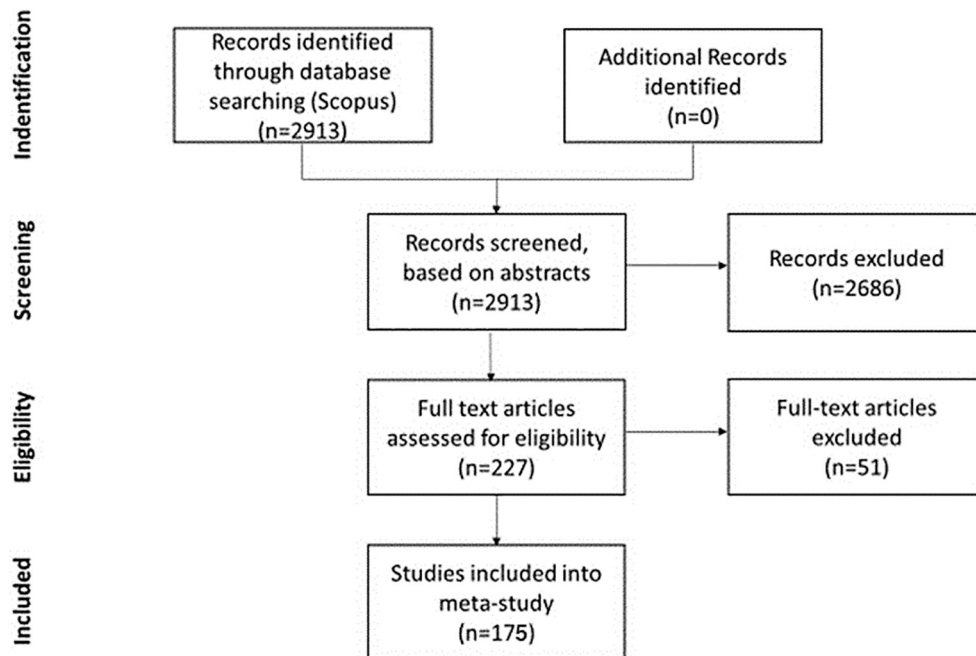 Indentification
Records identified
through database
searching (Scopus)
(n=2913)
Additional Records
identified
(n=0)
Screening
Records screened,
based on abstracts
(n=2913)
Records excluded
(n=2686)
Eligibility
Full text articles
assessed for eligibility
(n=227)
Full-text articles
excluded
(n=51)
Included
Studies included into
meta-study
(n=175)